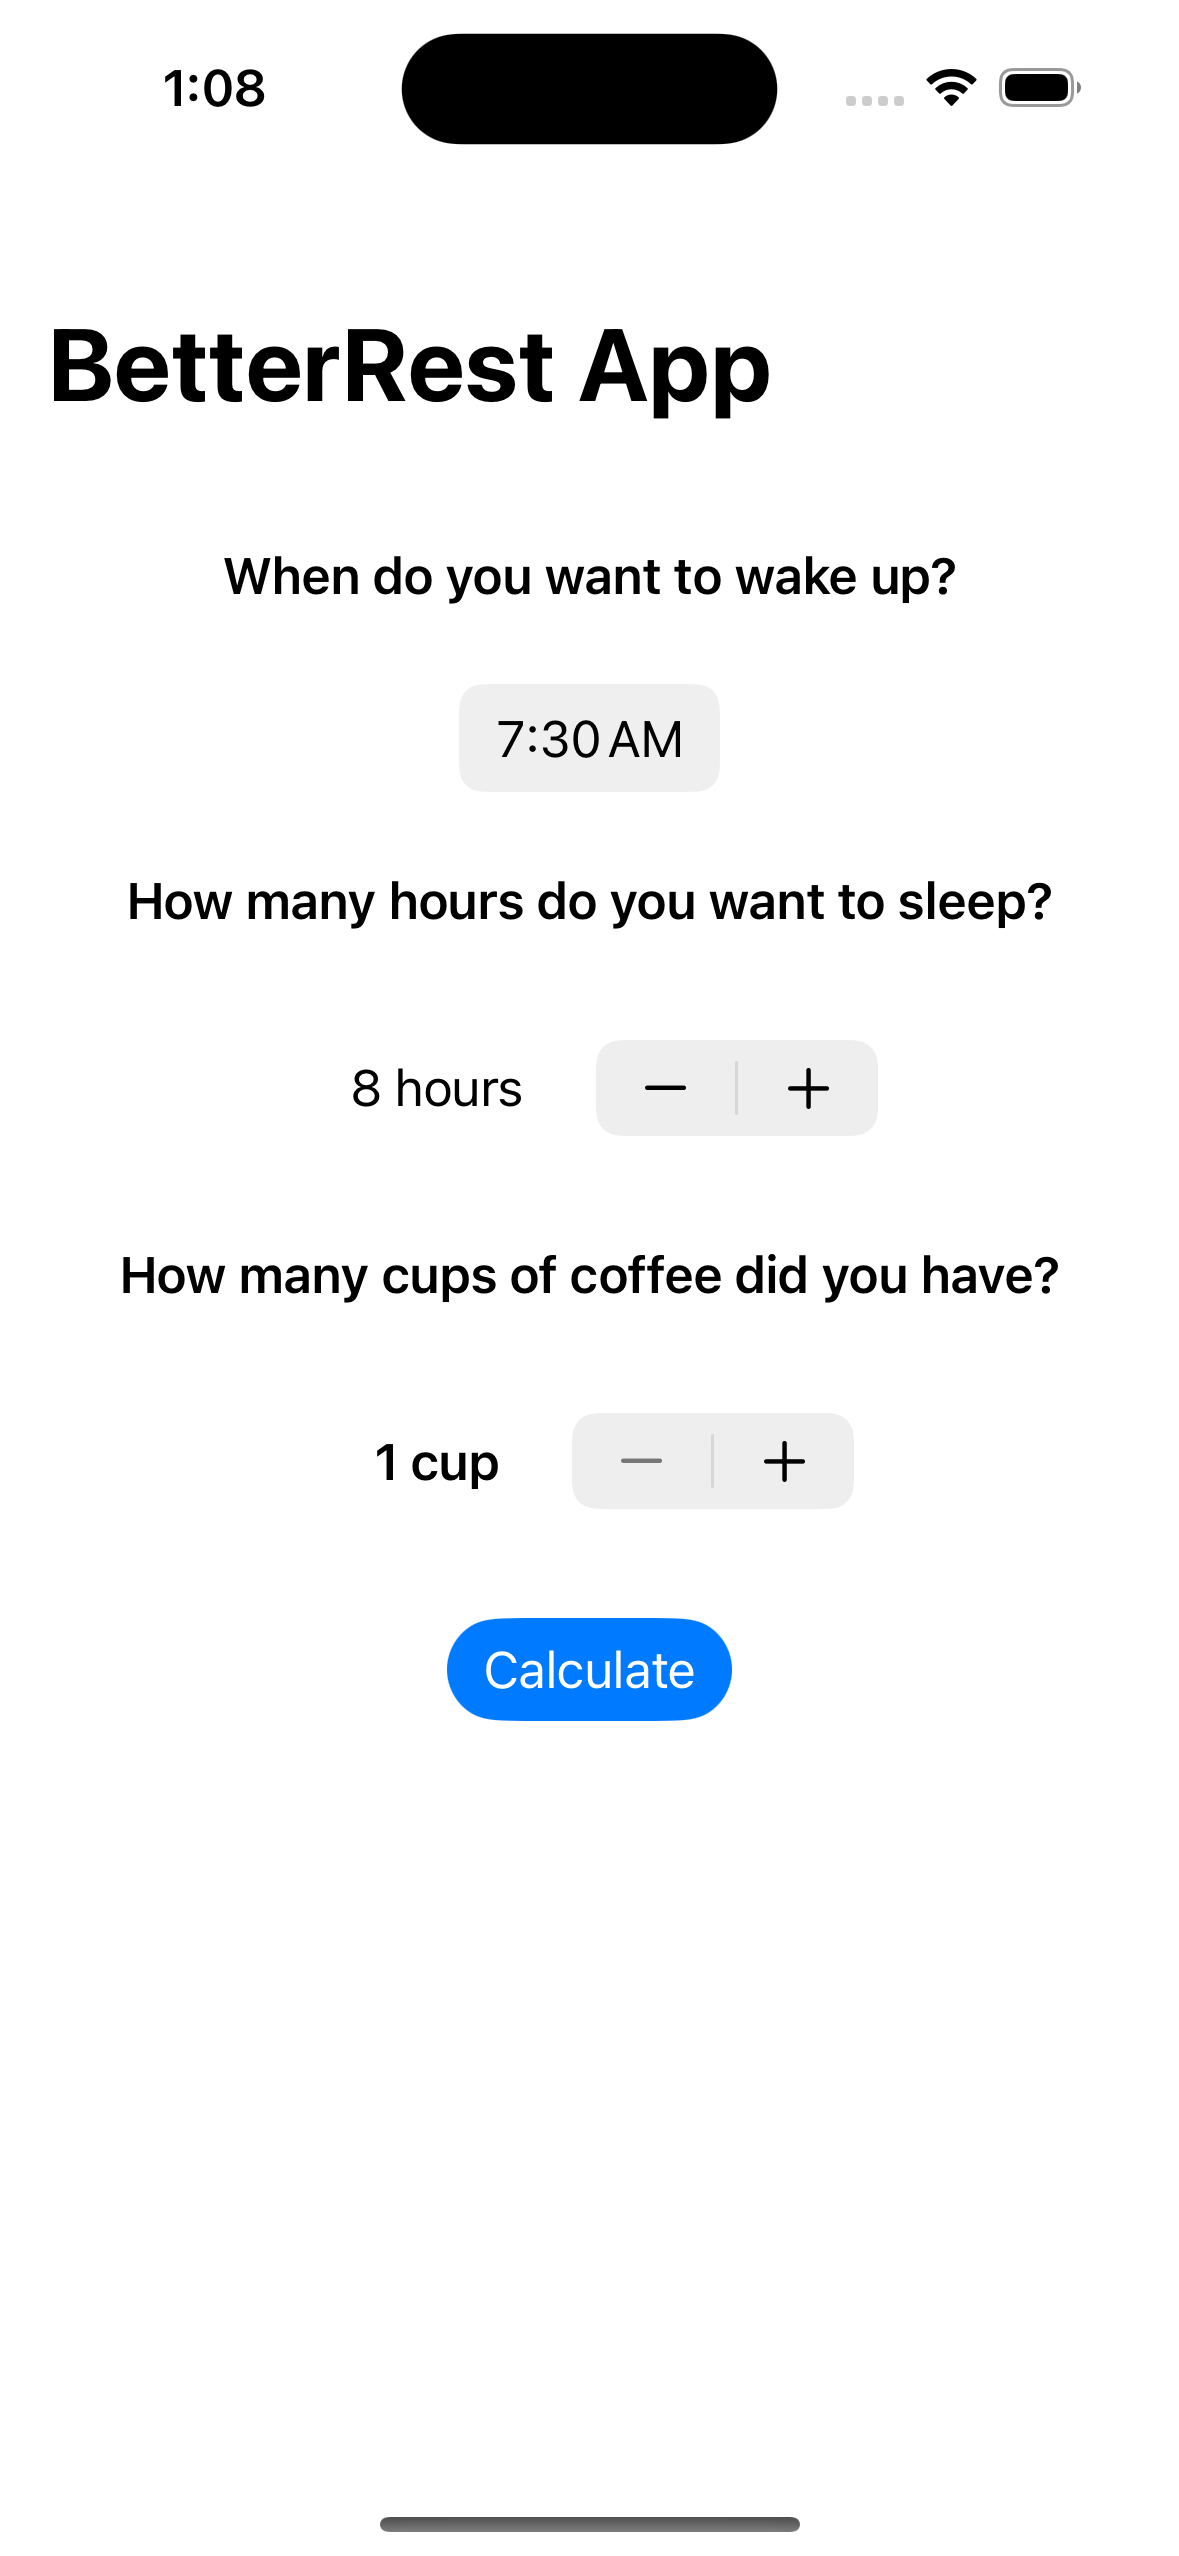 1:08
BetterRest App
When do you want to wake up?
7:30 AM
How many hours do you want to sleep?
8 hours
How many cups of coffee did you have?
1 cup
Calculate